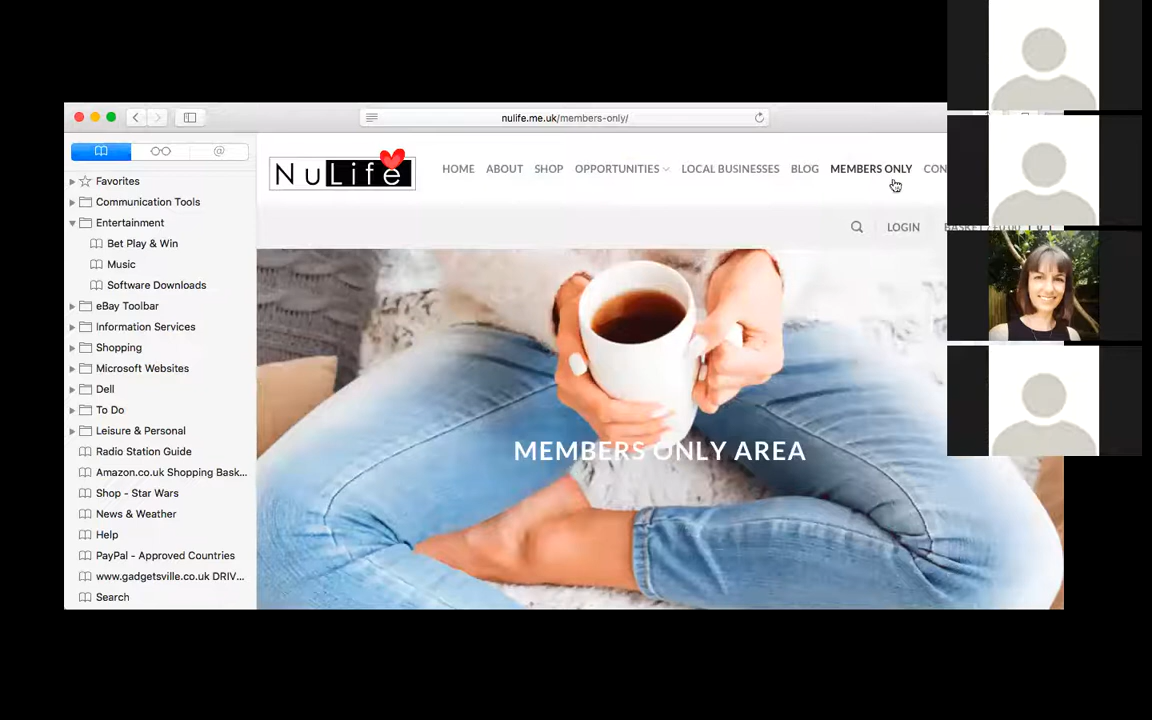 nulife.me.uk/members-only/
@
Favorites
Communication Tools
Entertainment
Bet Play & Win
Music
Software Downloads
eBay Toolbar
Information Services
Shopping
Microsoft Websites
Dell
To Do
Leisure & Personal
Radio Station Guide
Amazon.co.uk Shopping Bask...
Shop - Star Wars
News & Weather
Help
PayPal - Approved Countries
www.gadgetsville.co.uk DRIV...
Search
NuLife
HOME ABOUT SHOP OPPORTUNITIES LOCAL BUSINESSES BLOG MEMBERS ONLY CON
LOGIN
MEMBERS ONLY AREA